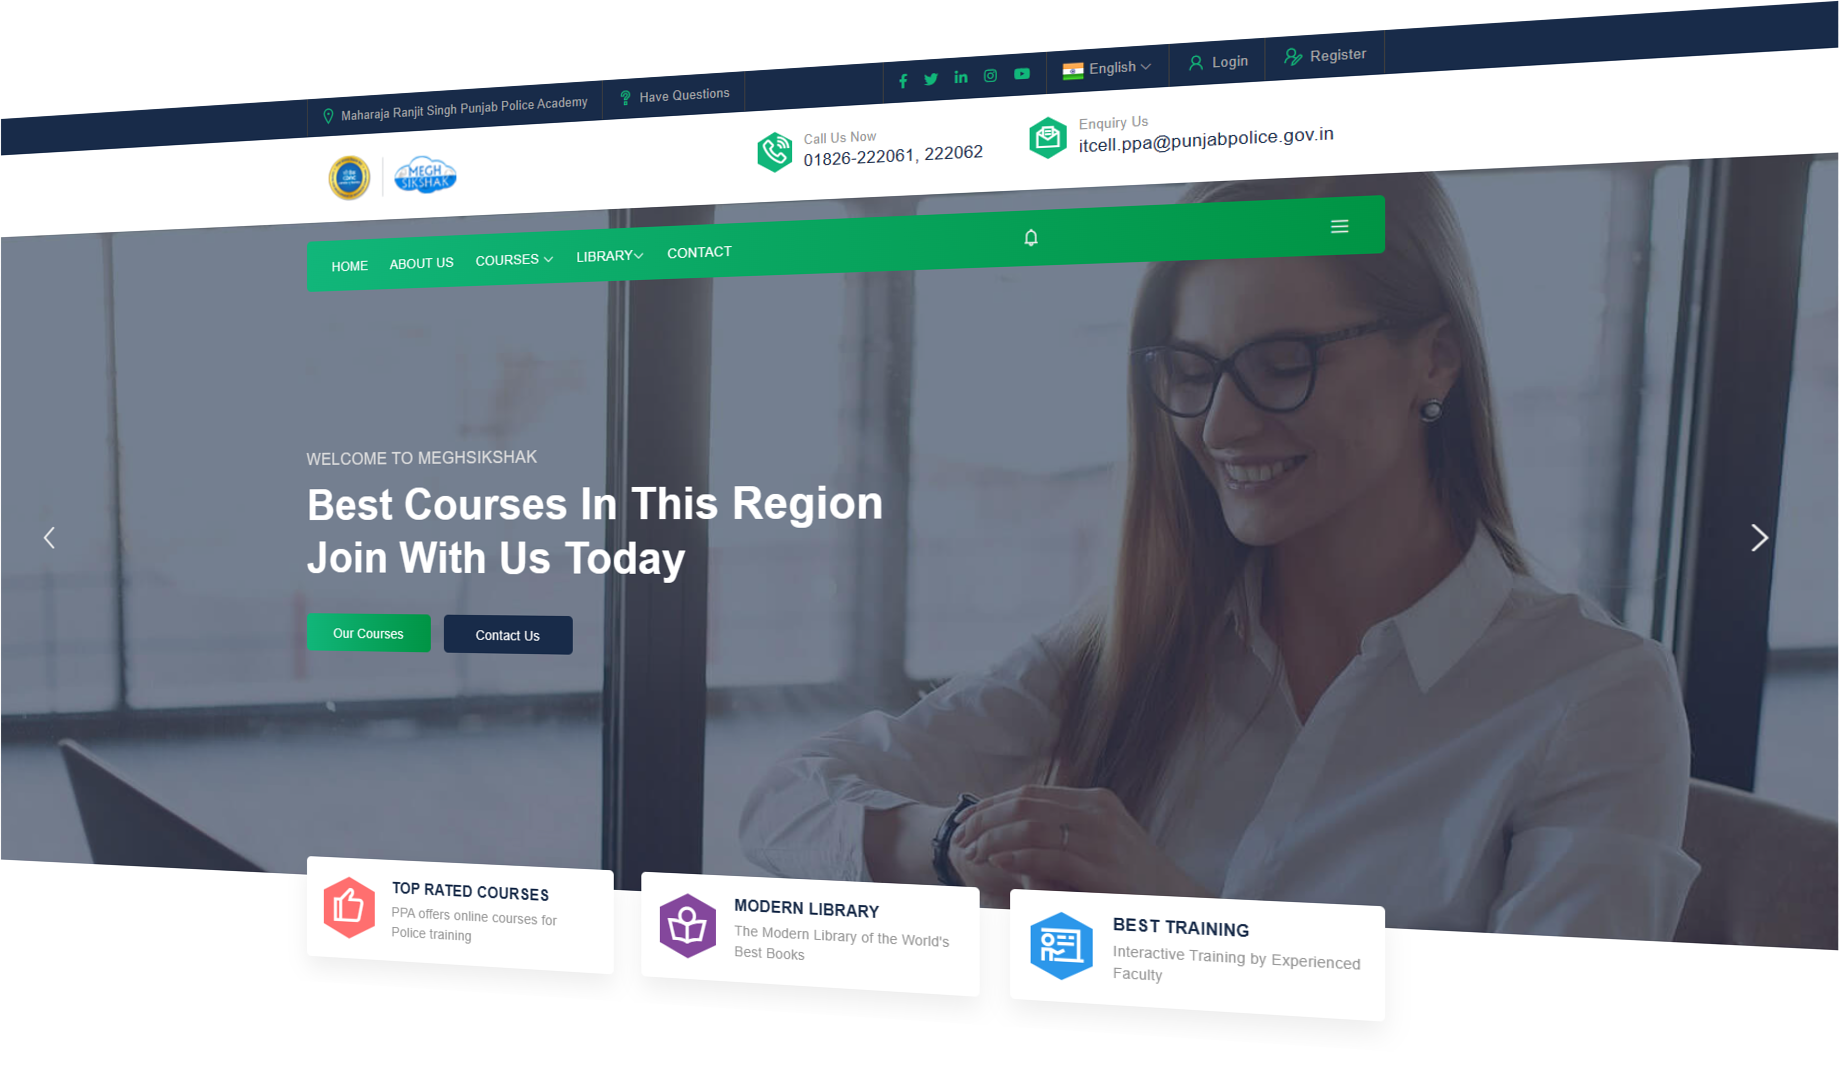 Maharaja Ranjit Singh Punjab Police Academy
Have Questions
English
Login
Register
MEGH
SIKSHAK
Call Us Now
01826-222061, 222062
Enquiry Us
itcell.ppa@punjabpolice.gov.in
HOME
ABOUT US
COURSES
LIBRARY
CONTACT
WELCOME TO MEGHSIKSHAK
Best Courses In This Region
Join With Us Today
Our Courses
Contact Us
TOP RATED COURSES
PPA offers online courses for
Police training
MODERN LIBRARY
The Modern Library of the World's
Best Books
BEST TRAINING
Interactive Training by Experienced
Faculty